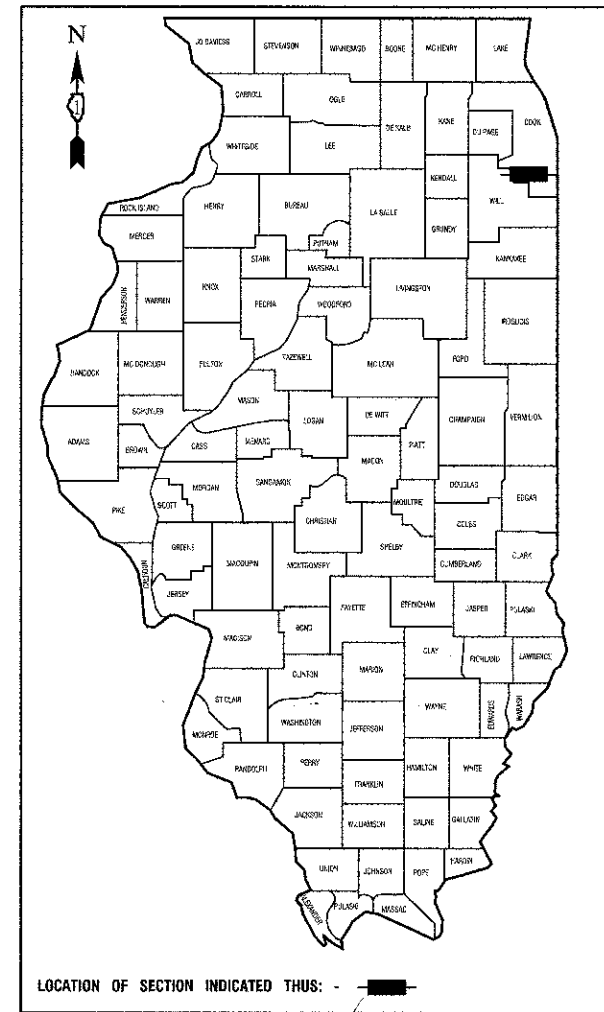 N
JO DAVIESS STEVENSON WINNEBAGO BOONE MC HENRY LAKE
CARROLL OGLE DE KALB KANE DU PAGE COOK
WHITESIDE LEE
KENDALL WILL
ROCK ISLAND HENRY BUREAU LA SALLE GRUNDY
MERCER PUTNAM
STARK MARSHALL KANKAKEE
HENDERSON WARREN KNOX PEORIA WOODFORD LIVINGSTON
IROQUOIS
HANCOCK MC DONOUGH FULTON TAZEWELL MC LEAN FORD
MASON
SCHUYLER LOGAN DE WITT CHAMPAIGN VERMILION
ADAMS BROWN CASS MENARD PIATT
MACON
MORGAN SANGAMON DOUGLAS
PIKE SCOTT CHRISTIAN MOULTRIE EDGAR
COLES
GREENE MACOUPIN MONTGOMERY SHELBY CLARK
CUMBERLAND
CALHOUN JERSEY
FAYETTE EFFINGHAM JASPER
MADISON BOND
CLAY RICHLAND LAWRENCE
CLINTON MARION
ST CLAIR WAYNE EDWARDS WABASH
WASHINGTON JEFFERSON
MONROE
RANDOLPH PERRY HAMILTON WHITE
FRANKLIN
JACKSON WILLIAMSON SALINE GALLATIN
UNION JOHNSON POPE HARDIN
ALEXANDER PULASKI MASSAC
LOCATION OF SECTION INDICATED THUS: -